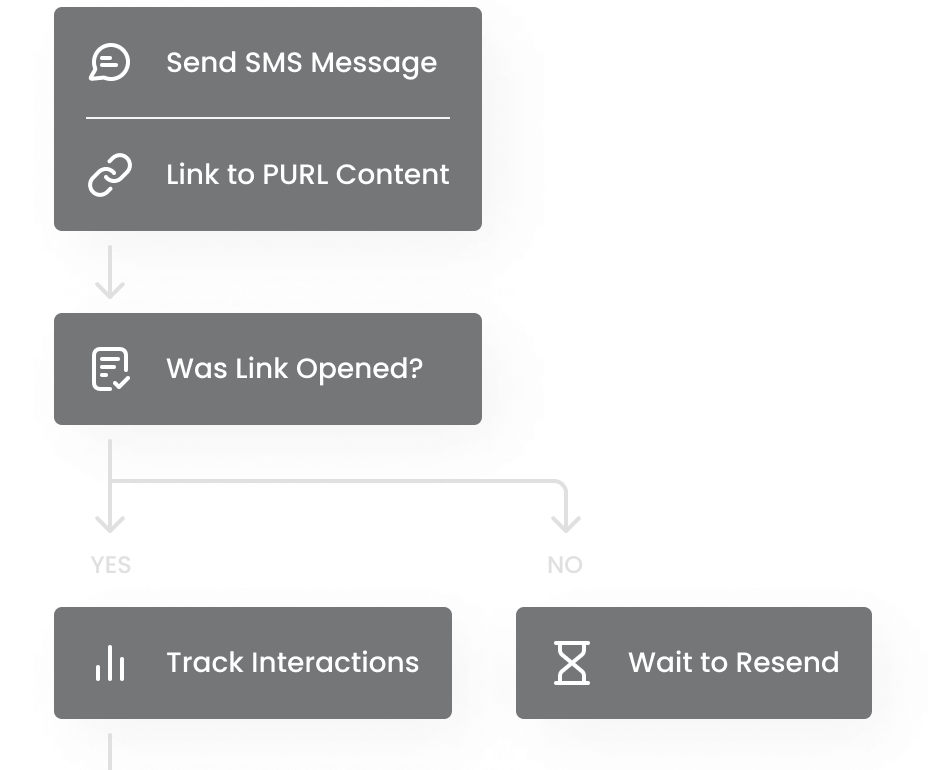 Send SMS Message
Link to PURL Content
Was Link Opened?
YES
NO
Track Interactions
Wait to Resend